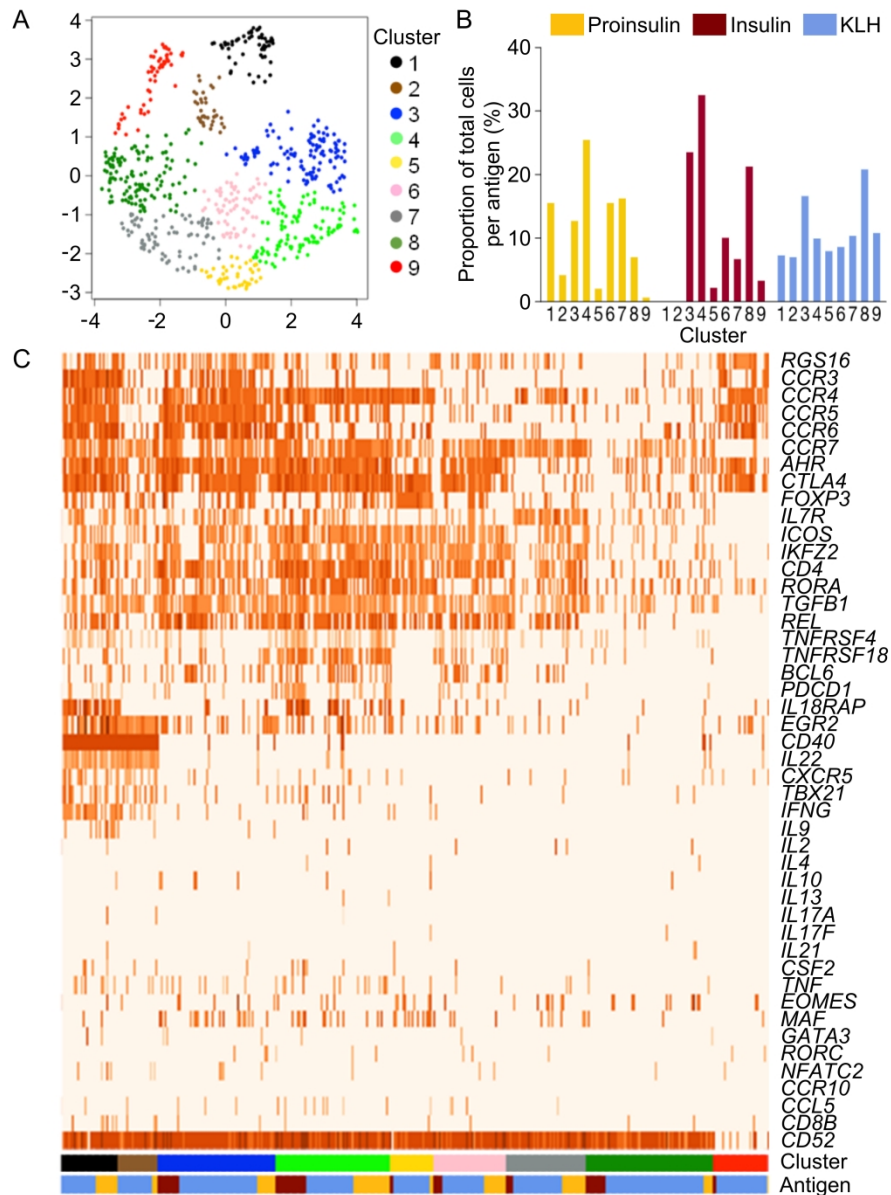 A
4
3
2
1
0
-1
-2
-3
-4 -2 0 2 4
Cluster
1
2
3
4
5
6
7
8
9
B
Proinsulin Insulin KLH
Proportion of total cells
per antigen (%)
40
30
20
10
0
123456789 123456789 123456789
Cluster
C
RGS16
CCR3
CCR4
CCR5
CCR6
CCR7
AHR
CTLA4
FOXP3
IL7R
ICOS
IKFZ2
CD4
RORA
TGFB1
REL
TNFRSF4
TNFRSF18
BCL6
PDCD1
IL18RAP
EGR2
CD40
IL22
CXCR5
TBX21
IFNG
IL9
IL2
IL4
IL10
IL13
IL17A
IL17F
IL21
CSF2
TNF
EOMES
MAF
GATA3
RORC
NFATC2
CCR10
CCL5
CD8B
CD52
Cluster
Antigen